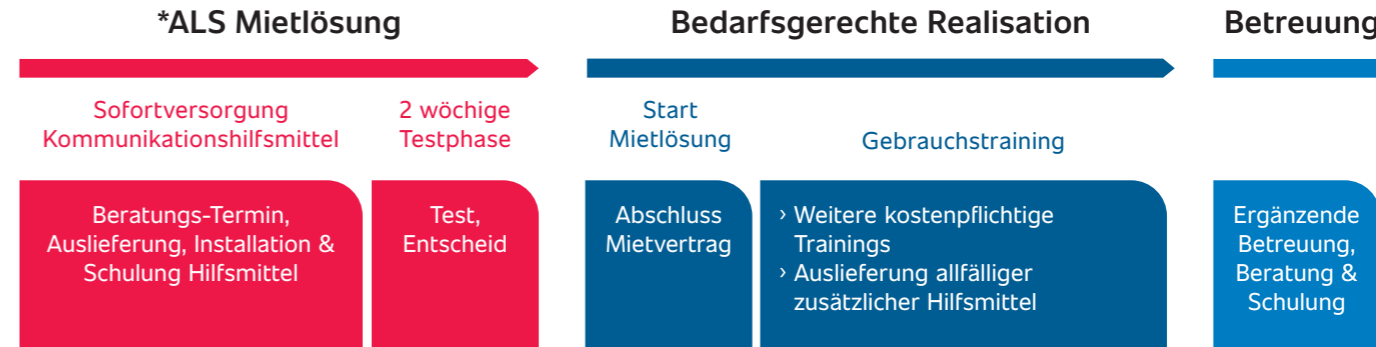 *ALS Mietlösung
Bedarfsgerechte Realisation
Betreuung
Sofortversorgung
Kommunikationshilfsmittel
2 wöchige
Testphase
Start
Mietlösung
Gebrauchstraining
Beratungs-Termin,
Auslieferung, Installation &
Schulung Hilfsmittel
Test,
Entscheid
Abschluss
Mietvertrag
› Weitere kostenpflichtige
Trainings
› Auslieferung allfälliger
zusätzlicher Hilfsmittel
Ergänzende
Betreuung,
Beratung &
Schulung